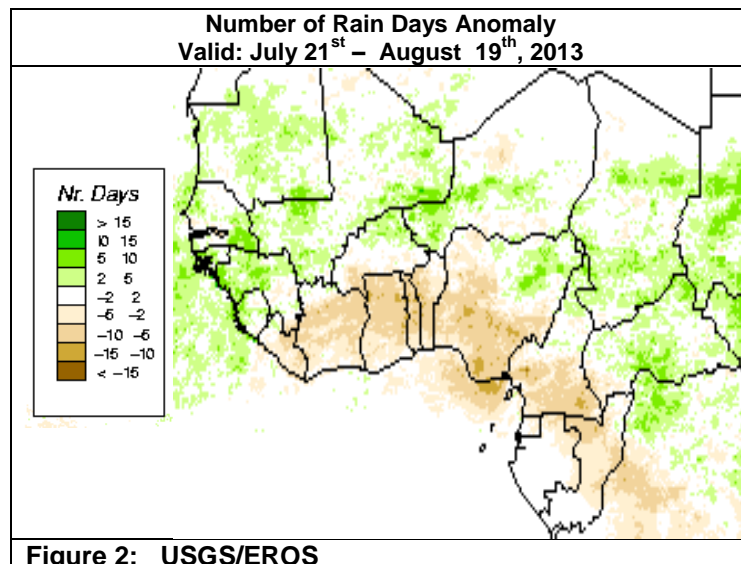 Number of Rain Days Anomaly
Valid: July 21st – August 19th, 2013
Nr. Days
> 15
10 15
5 10
2 5
–2 2
–5 –2
–10 –5
–15 –10
< –15
Figure 2: USGS/EROS